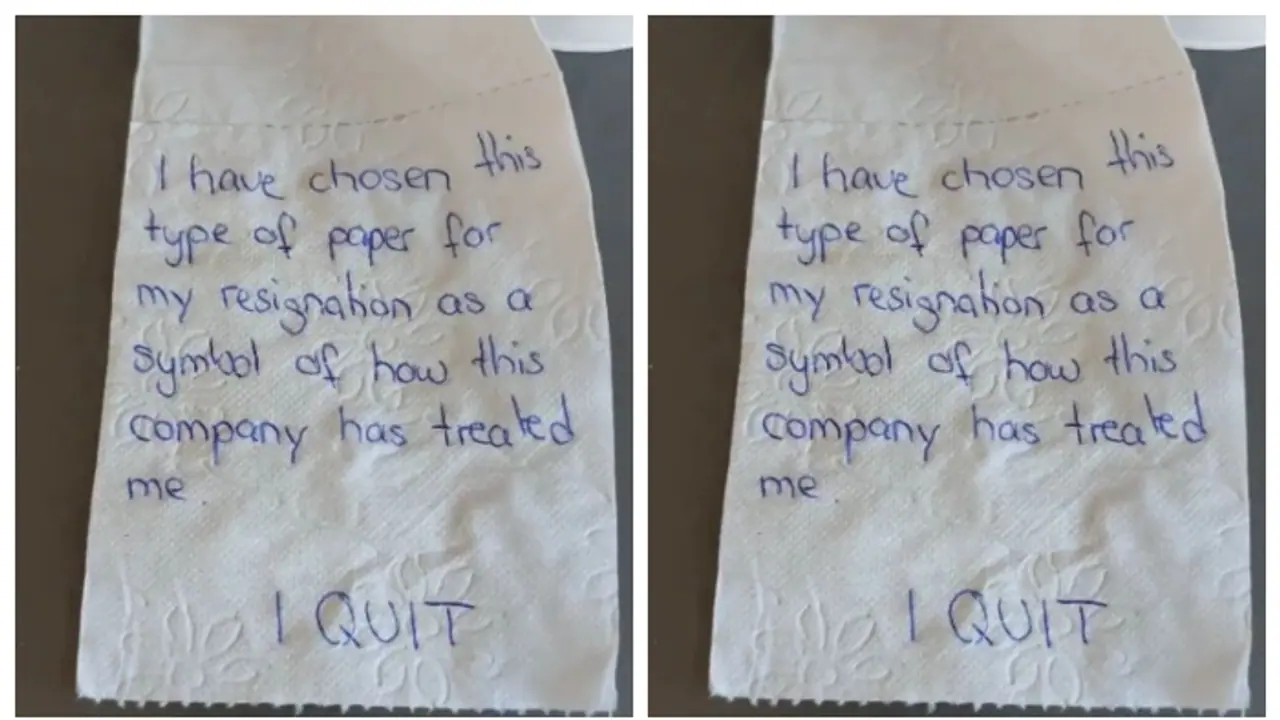 I have chosen this
type of paper for
my resignation as a
symbol of how this
company has treated
me.
I QUIT
I have chosen this
type of paper for
my resignation as a
symbol of how this
company has treated
me.
I QUIT